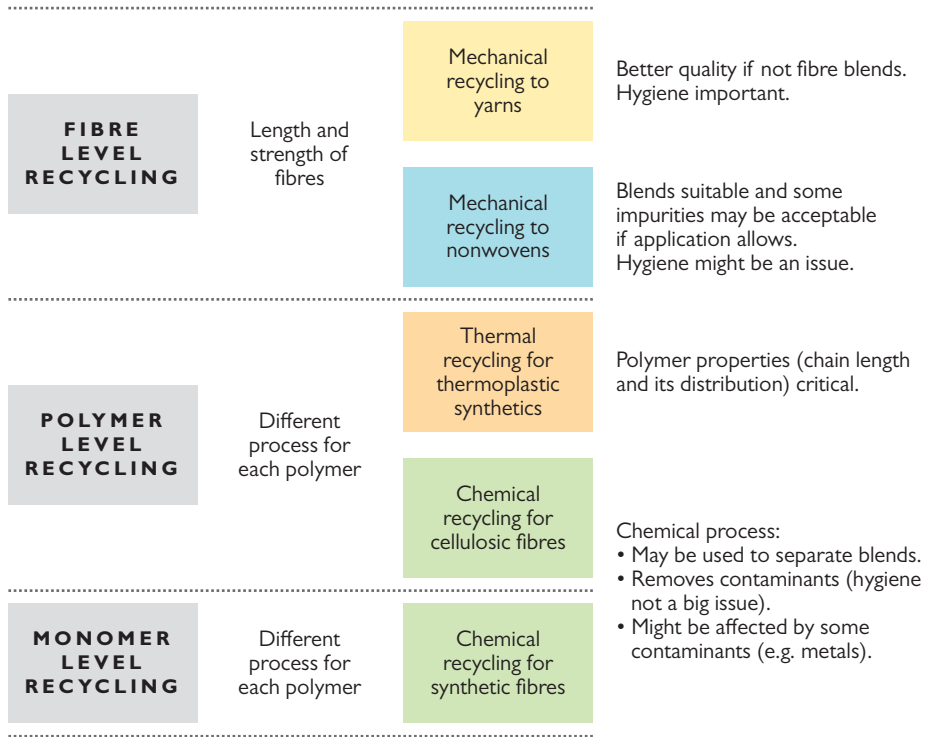 FIBRE
LEVEL
RECYCLING
Length and
strength of
fibres
Mechanical
recycling to
yarns
Better quality if not fibre blends.
Hygiene important.
Mechanical
recycling to
nonwovens
Blends suitable and some
impurities may be acceptable
if application allows.
Hygiene might be an issue.
POLYMER
LEVEL
RECYCLING
Different
process for
each polymer
Thermal
recycling for
thermoplastic
synthetics
Polymer properties (chain length
and its distribution) critical.
Chemical
recycling for
cellulosic fibres
Chemical process:
• May be used to separate blends.
• Removes contaminants (hygiene
not a big issue).
• Might be affected by some
contaminants (e.g. metals).
MONOMER
LEVEL
RECYCLING
Different
process for
each polymer
Chemical
recycling for
synthetic fibres